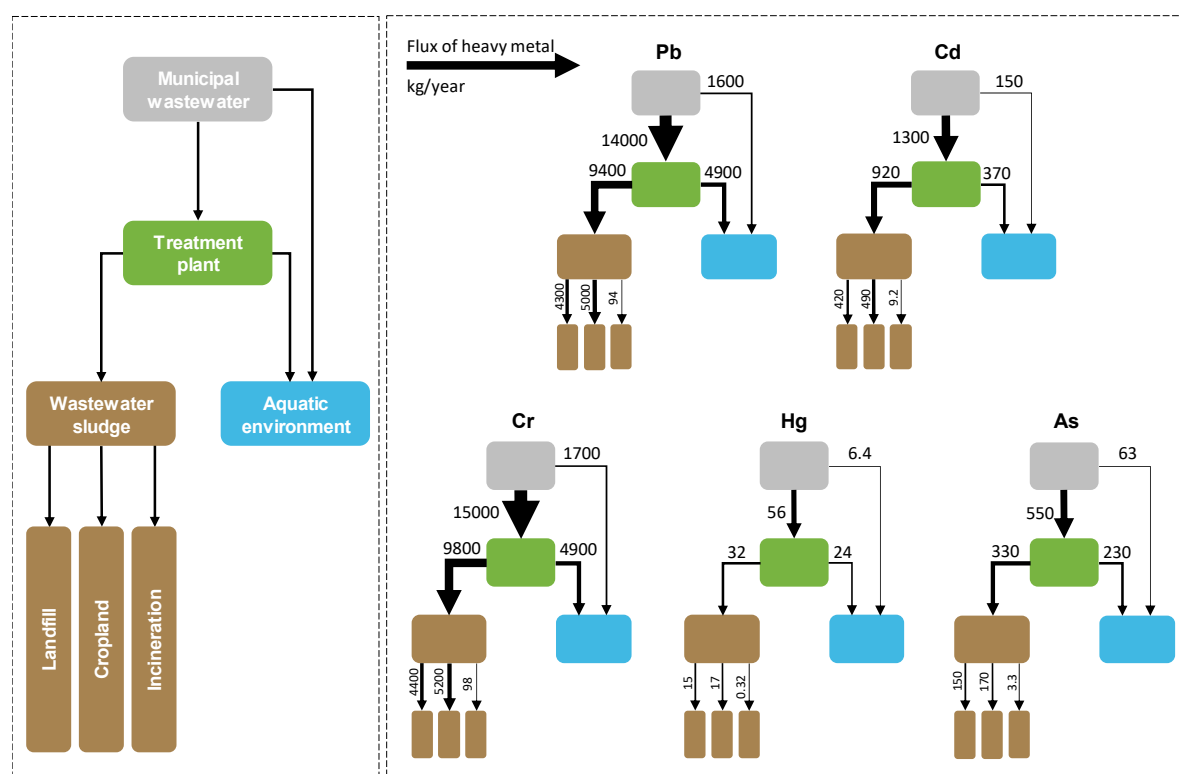 Municipal
wastewater
Treatment
plant
Wastewater
sludge
Aquatic
environment
Landfill
Cropland
Incineration
Flux of heavy metal
kg/year
Pb
1600
14000
9400
4900
4300
5000
94
Cd
150
1300
920
370
420
490
9.2
Cr
1700
15000
9800
4900
4400
5200
98
Hg
6.4
56
32
24
15
17
0.32
As
63
550
330
230
150
170
3.3